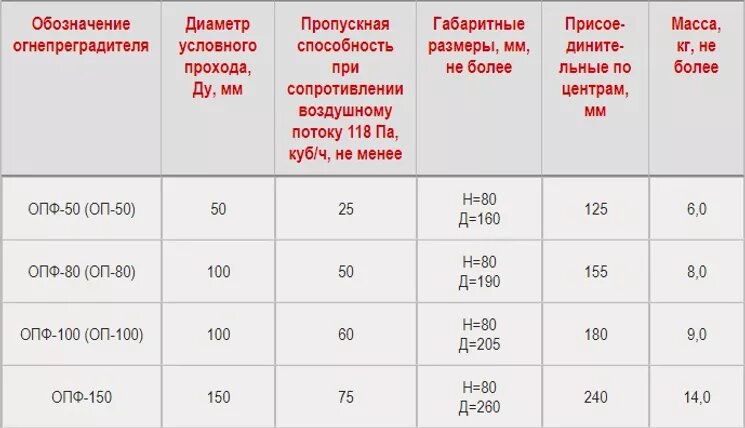 Обозначение
огнепреградителя
Диаметр
условного
прохода,
Ду, мм
Пропускная
способность
при
сопротивлении
воздушному
потоку 118 Па,
куб/ч, не менее
Габаритные
размеры, мм,
не более
Присое-
дините-
льные по
центрам,
мм
Масса,
кг, не
более
ОПФ-50 (ОП-50)
50
25
Н=80
Д=160
125
6,0
ОПФ-80 (ОП-80)
100
50
Н=80
Д=190
155
8,0
ОПФ-100 (ОП-100)
100
60
Н=80
Д=205
180
9,0
ОПФ-150
150
75
Н=80
Д=260
240
14,0